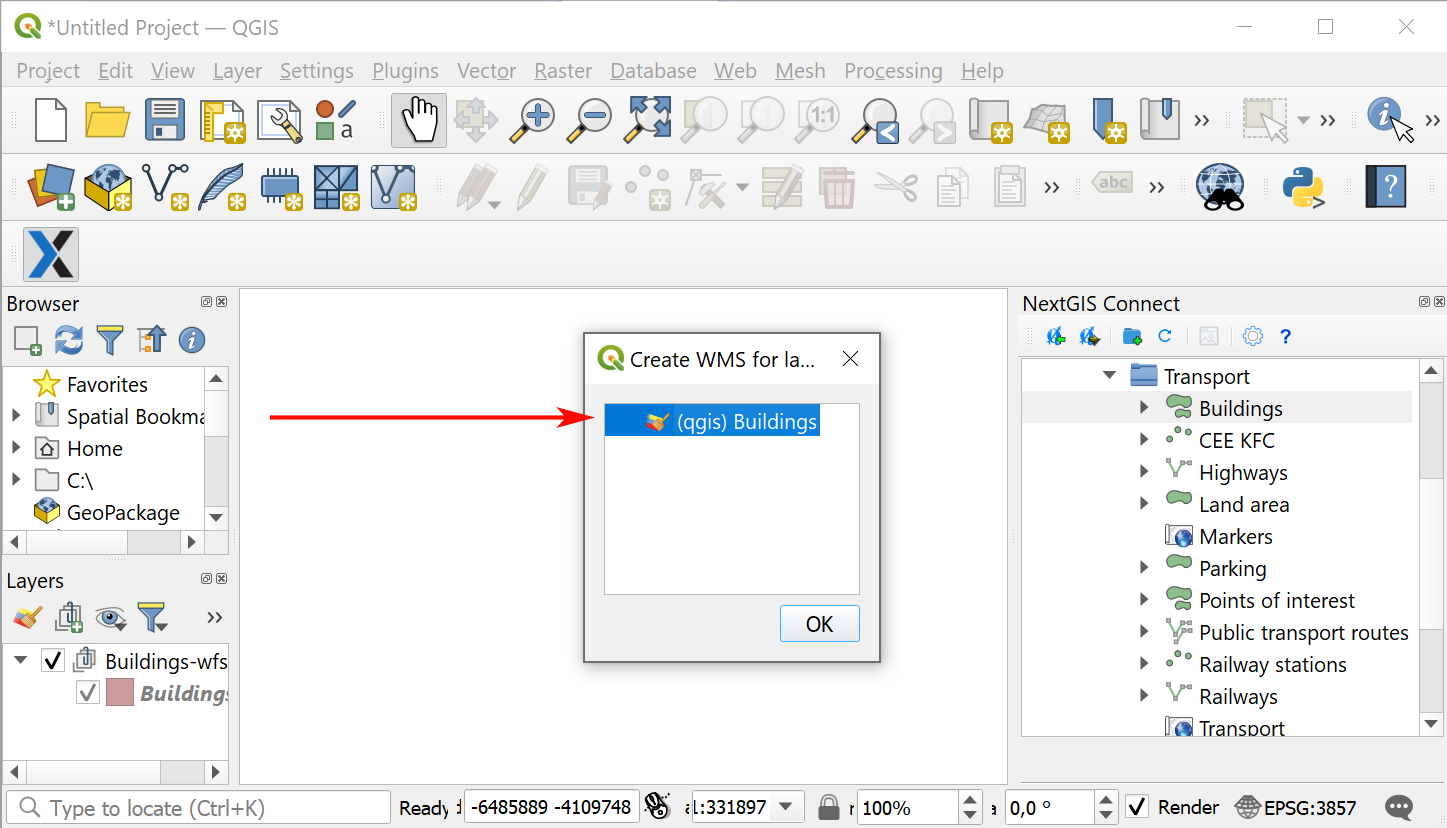 *Untitled Project — QGIS
Project Edit View Layer Settings Plugins Vector Raster Database Web Mesh Processing Help
a
1:1
»
»
»
»
abc
»
?
X
Browser
Favorites
Spatial Bookma
Home
C:\
GeoPackage
Layers
»
Buildings-wfs
Buildings
Create WMS for la...
(qgis) Buildings
OK
NextGIS Connect
?
Transport
Buildings
CEE KFC
Highways
Land area
Markers
Parking
Points of interest
Public transport routes
Railway stations
Railways
Transport
Type to locate (Ctrl+K)
Ready
-6485889 -4109748
1:331897
100%
0,0 °
Render
EPSG:3857